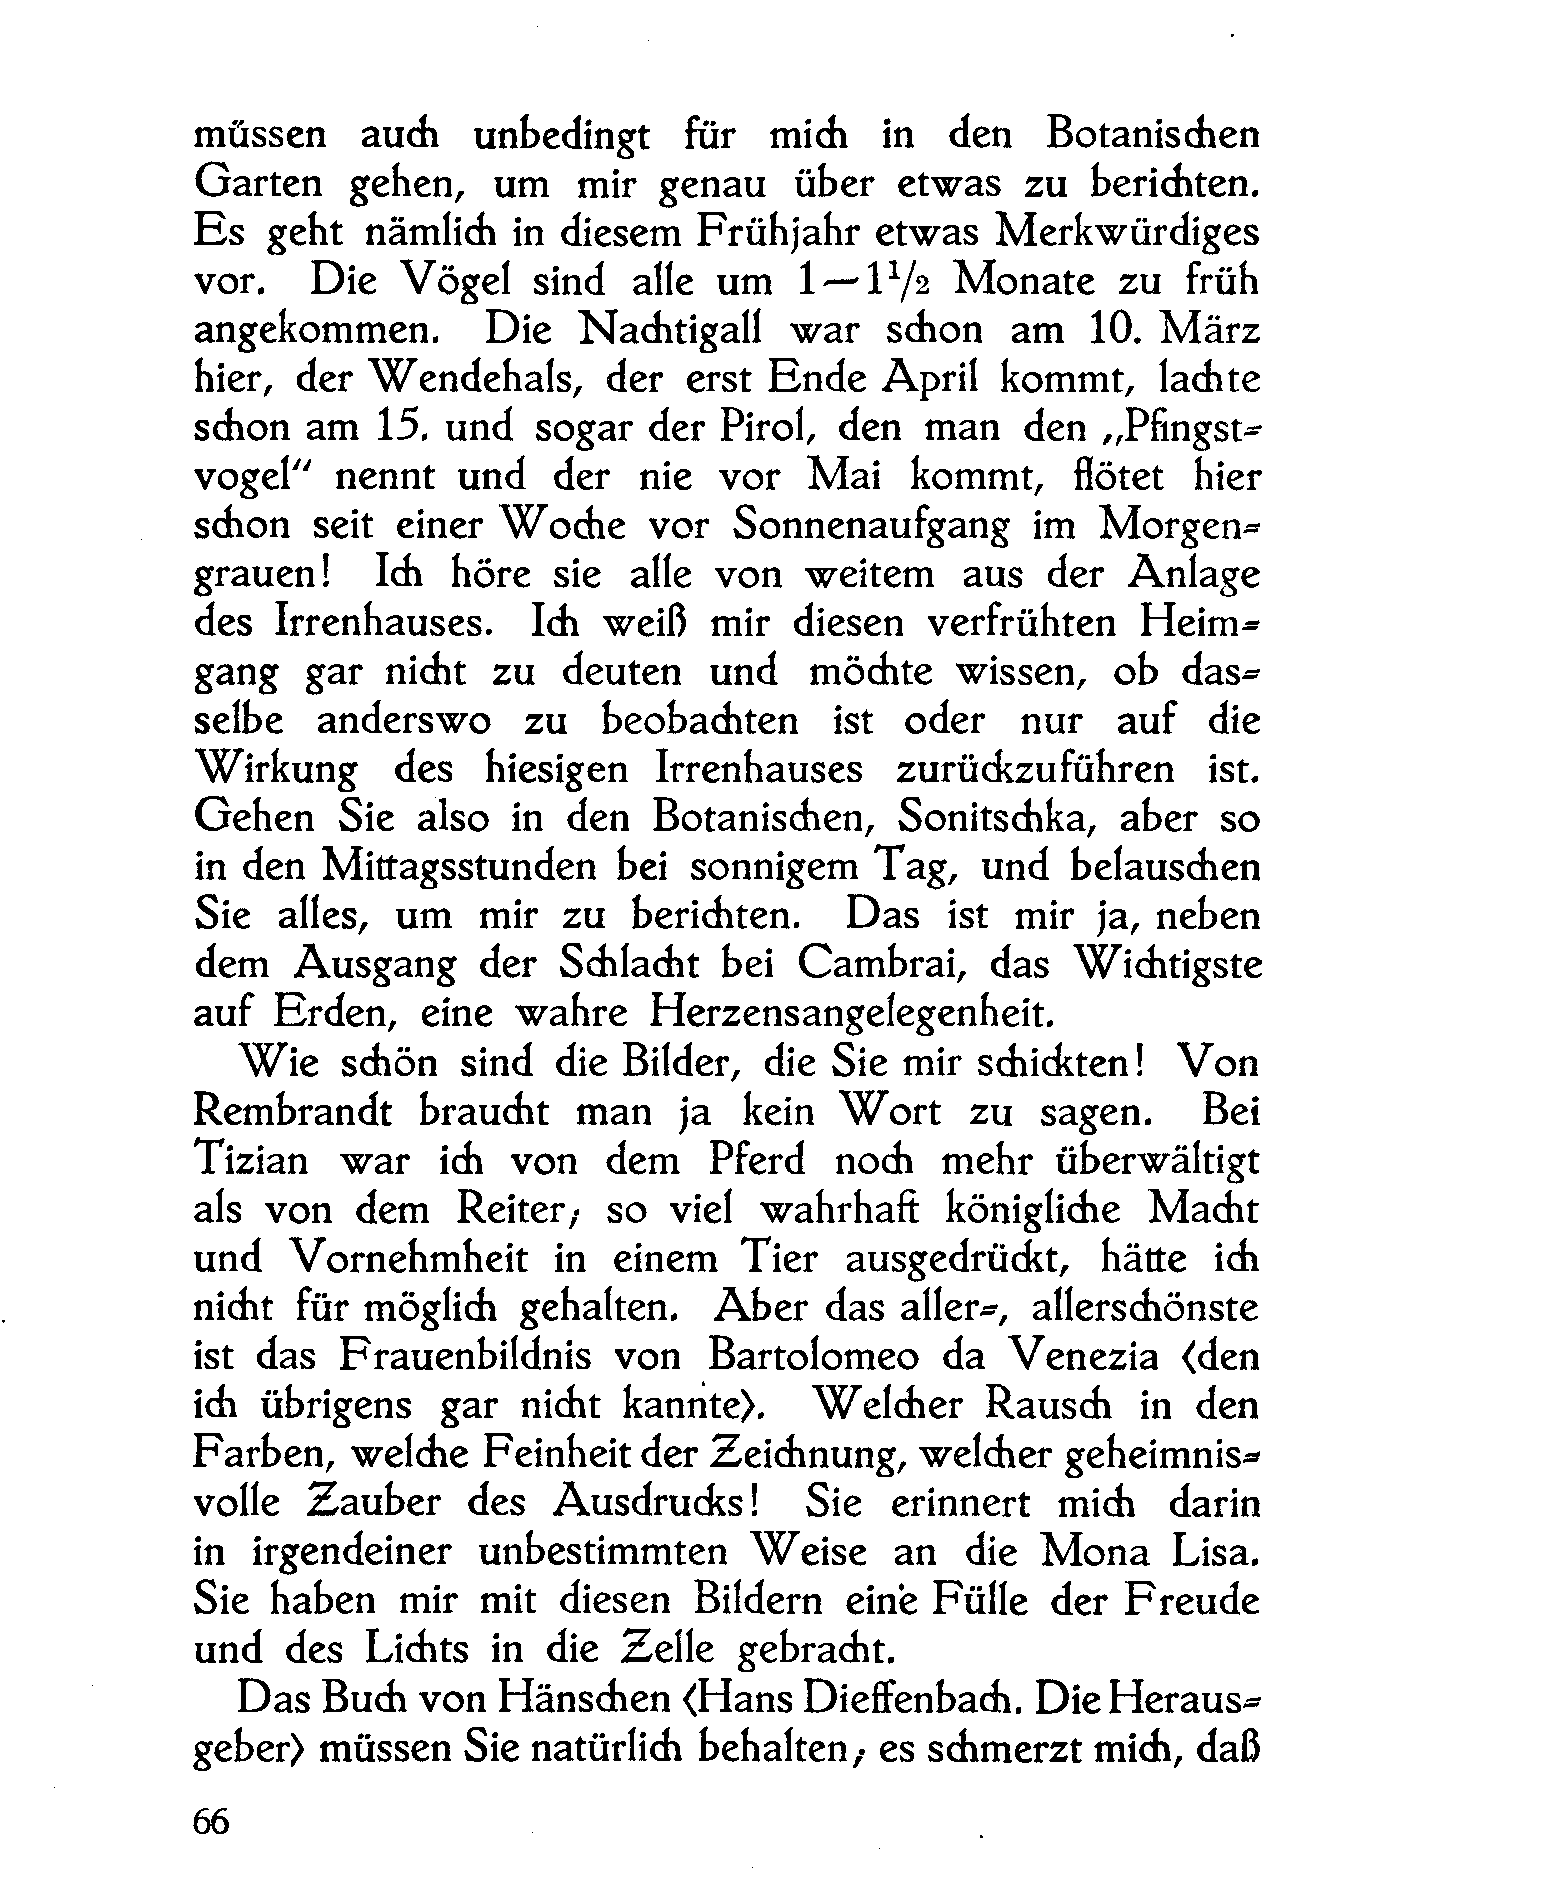 müssen auch unbedingt für mich in den Botanischen
Garten gehen, um mir genau über etwas zu berichten.
Es geht nämlich in diesem Frühjahr etwas Merkwürdiges
vor. Die Vögel sind alle um 1—1½ Monate zu früh
angekommen. Die Nachtigall war schon am 10. März
hier, der Wendehals, der erst Ende April kommt, lachte
schon am 15. und sogar der Pirol, den man den „Pfingst-
vogel" nennt und der nie vor Mai kommt, flötet hier
schon seit einer Woche vor Sonnenaufgang im Morgen-
grauen! Ich höre sie alle von weitem aus der Anlage
des Irrenhauses. Ich weiß mir diesen verfrühten Heim-
gang gar nicht zu deuten und möchte wissen, ob das-
selbe anderswo zu beobachten ist oder nur auf die
Wirkung des hiesigen Irrenhauses zurückzuführen ist.
Gehen Sie also in den Botanischen, Sonitschka, aber so
in den Mittagsstunden bei sonnigem Tag, und belauschen
Sie alles, um mir zu berichten. Das ist mir ja, neben
dem Ausgang der Schlacht bei Cambrai, das Wichtigste
auf Erden, eine wahre Herzensangelegenheit.
Wie schön sind die Bilder, die Sie mir schickten! Von
Rembrandt braucht man ja kein Wort zu sagen. Bei
Tizian war ich von dem Pferd noch mehr überwältigt
als von dem Reiter; so viel wahrhaft königliche Macht
und Vornehmheit in einem Tier ausgedrückt, hätte ich
nicht für möglich gehalten. Aber das aller-, allerschönste
ist das Frauenbildnis von Bartolomeo da Venezia (den
ich übrigens gar nicht kannte). Welcher Rausch in den
Farben, welche Feinheit der Zeichnung, welcher geheimnis-
volle Zauber des Ausdrucks! Sie erinnert mich darin
in irgendeiner unbestimmten Weise an die Mona Lisa.
Sie haben mir mit diesen Bildern eine Fülle der Freude
und des Lichts in die Zelle gebracht.
Das Buch von Hänschen (Hans Dieffenbach. Die Heraus-
geber) müssen Sie natürlich behalten; es schmerzt mich, daß
66